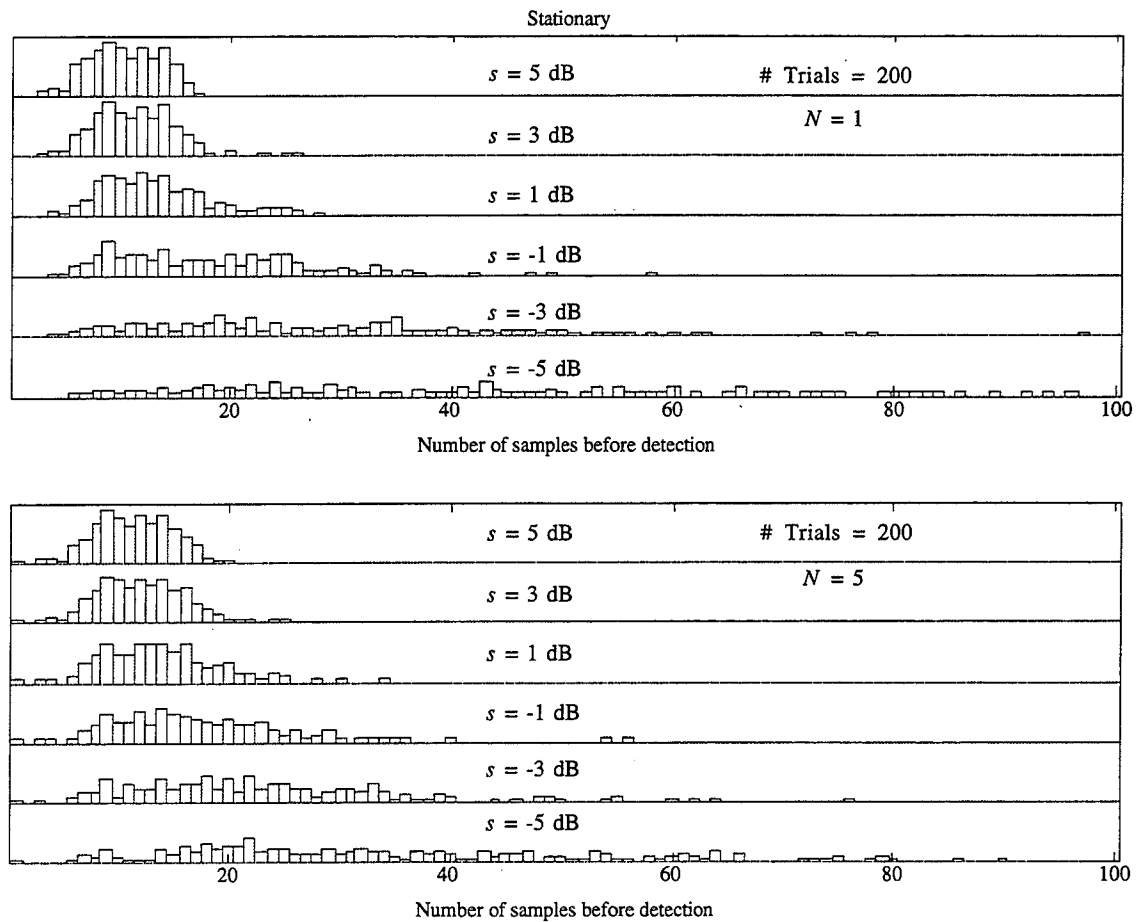 Stationary
s = 5 dB
# Trials = 200
N = 1
s = 3 dB
s = 1 dB
s = -1 dB
s = -3 dB
s = -5 dB
20 40 60 80 100
Number of samples before detection
s = 5 dB
# Trials = 200
N = 5
s = 3 dB
s = 1 dB
s = -1 dB
s = -3 dB
s = -5 dB
20 40 60 80 100
Number of samples before detection